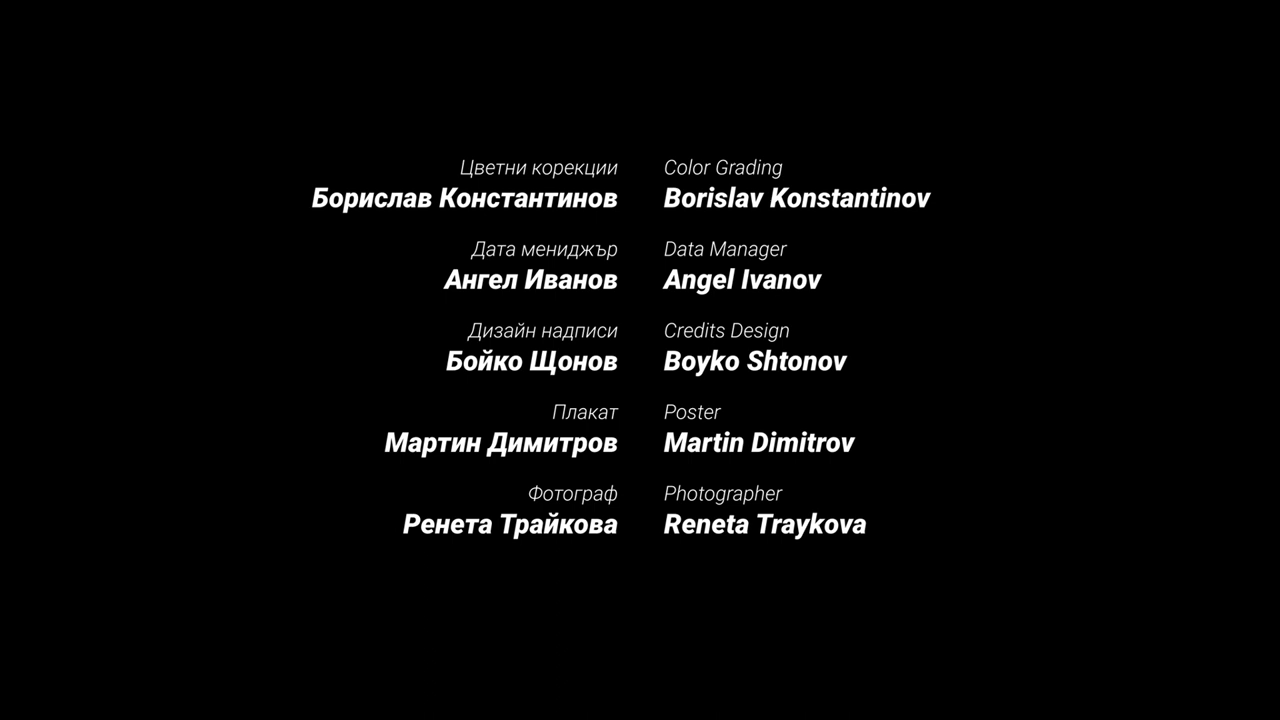 Цветни корекции
Борислав Константинов
Дата мениджър
Ангел Иванов
Дизайн надписи
Бойко Щонов
Плакат
Мартин Димитров
Фотограф
Ренета Трайкова
Color Grading
Borislav Konstantinov
Data Manager
Angel Ivanov
Credits Design
Boyko Shtonov
Poster
Martin Dimitrov
Photographer
Reneta Traykova